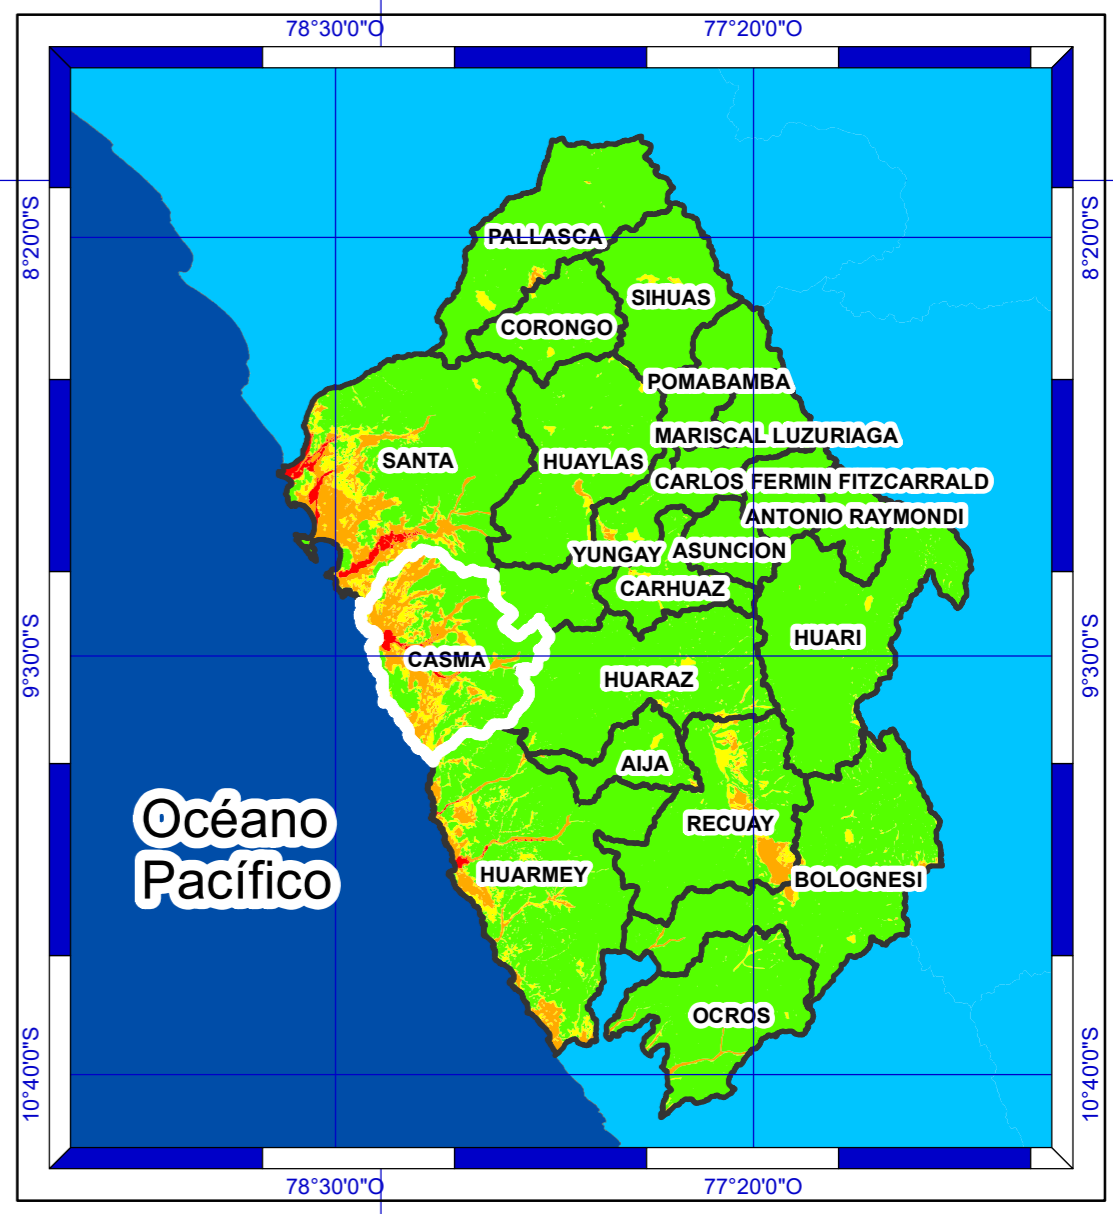 78°30'0"O
77°20'0"O
8°20'0"S
8°20'0"S
PALLASCA
SIHUAS
CORONGO
POMABAMBA
MARISCAL LUZURIAGA
SANTA
HUAYLAS
CARLOS FERMIN FITZCARRALD
ANTONIO RAYMONDI
YUNGAY
ASUNCION
CARHUAZ
HUARI
CASMA
9°30'0"S
9°30'0"S
HUARAZ
AIJA
Océano
Pacífico
RECUAY
HUARMEY
BOLOGNESI
OCROS
10°40'0"S
10°40'0"S
78°30'0"O
77°20'0"O